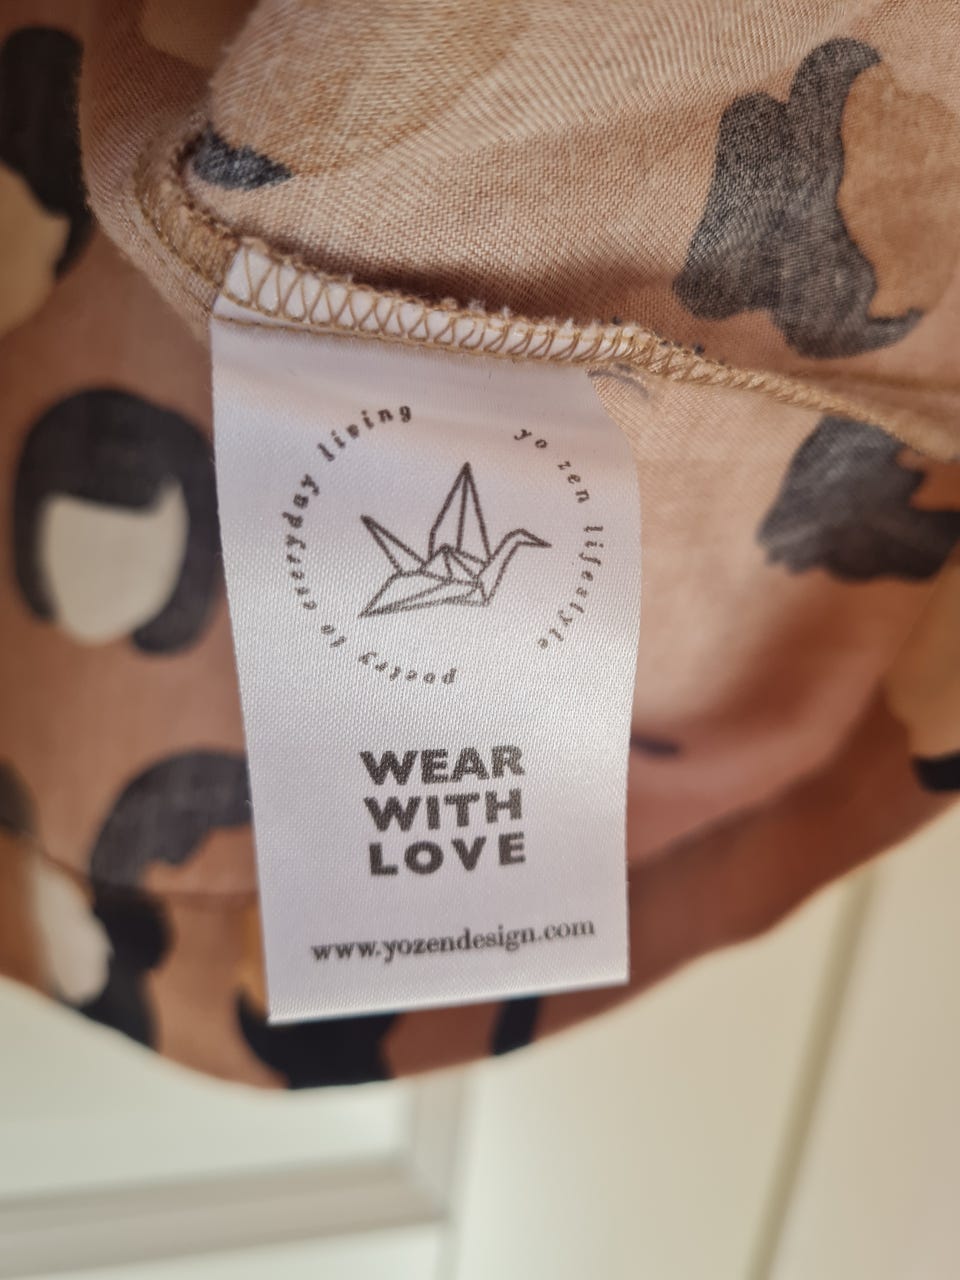 yo zen lifestyle
poetry to everyday living
WEAR
WITH
LOVE
www.yozendesign.com